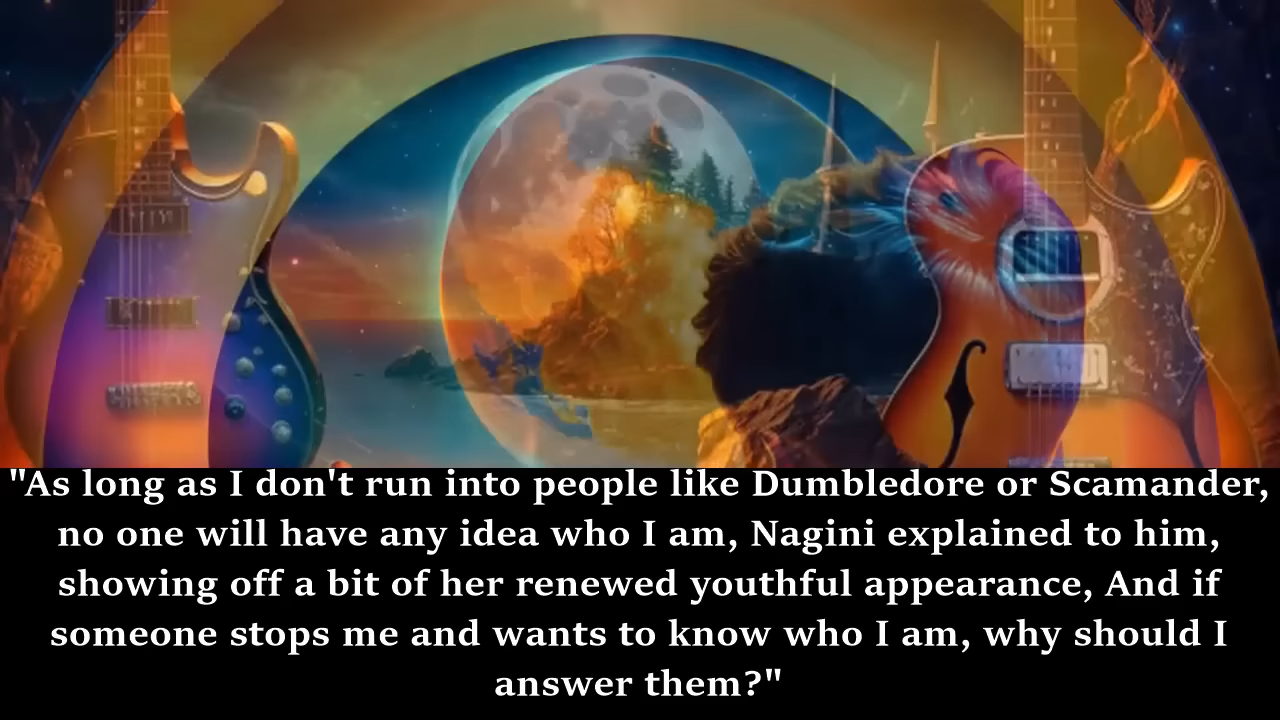 "As long as I don't run into people like Dumbledore or Scamander,
no one will have any idea who I am, Nagini explained to him,
showing off a bit of her renewed youthful appearance, And if
someone stops me and wants to know who I am, why should I
answer them?"